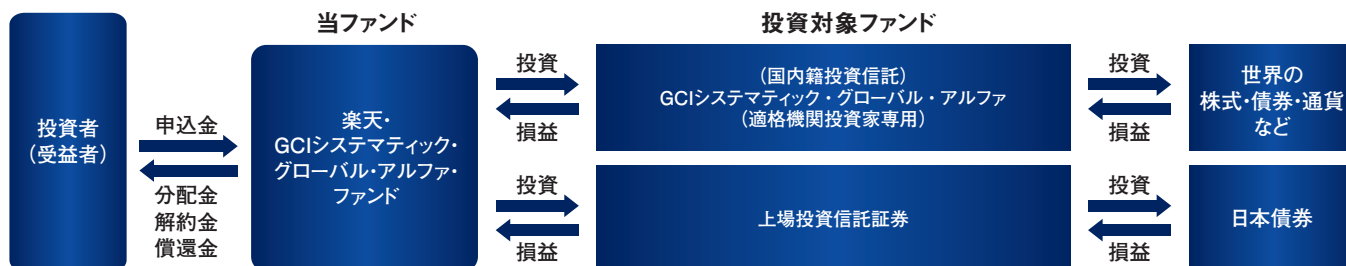 当ファンド
投資対象ファンド
投資者
（受益者）
申込金
分配金
解約金
償還金
楽天・
GCIシステマティック・
グローバル・アルファ・
ファンド
投資
損益
（国内籍投資信託）
GCIシステマティック・グローバル・アルファ
（適格機関投資家専用）
投資
損益
世界の
株式・債券・通貨
など
投資
損益
上場投資信託証券
投資
損益
日本債券